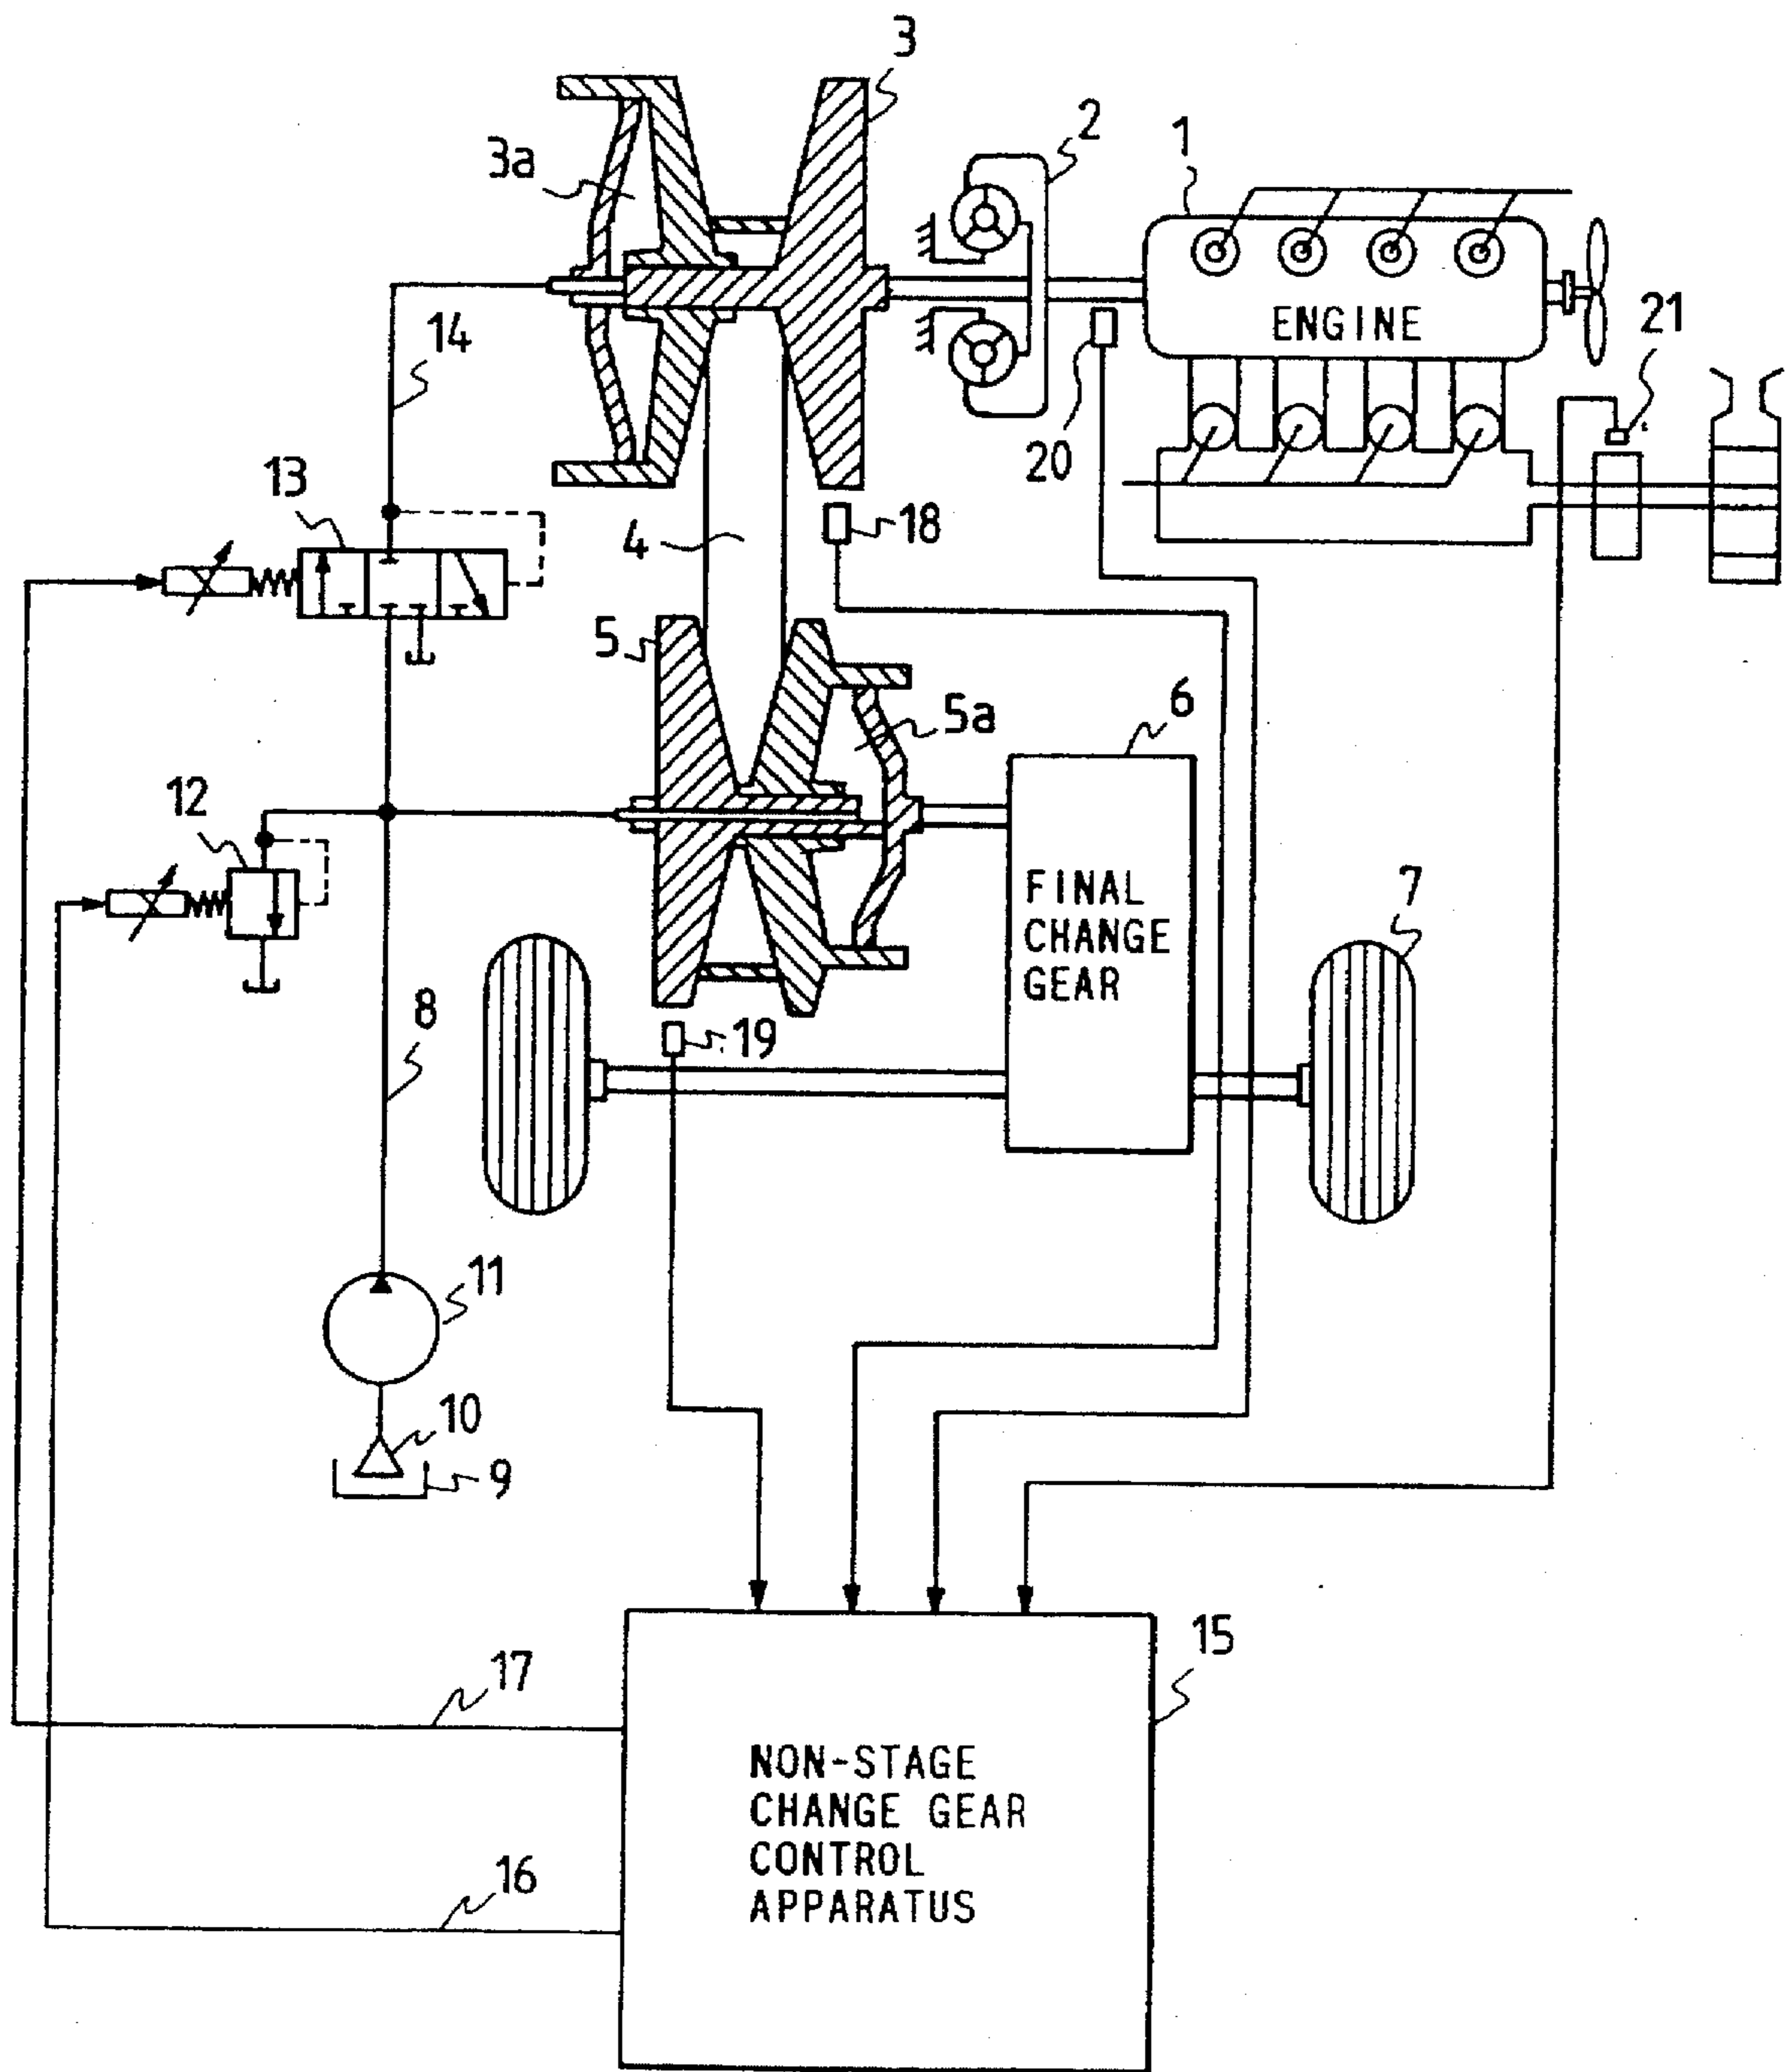 3
3a
2
1
ENGINE
21
14
20
13
18
4
5
5a
6
12
FINAL
CHANGE
GEAR
7
8
19
11
10
9
15
17
NON-STAGE
CHANGE GEAR
CONTROL
APPARATUS
16